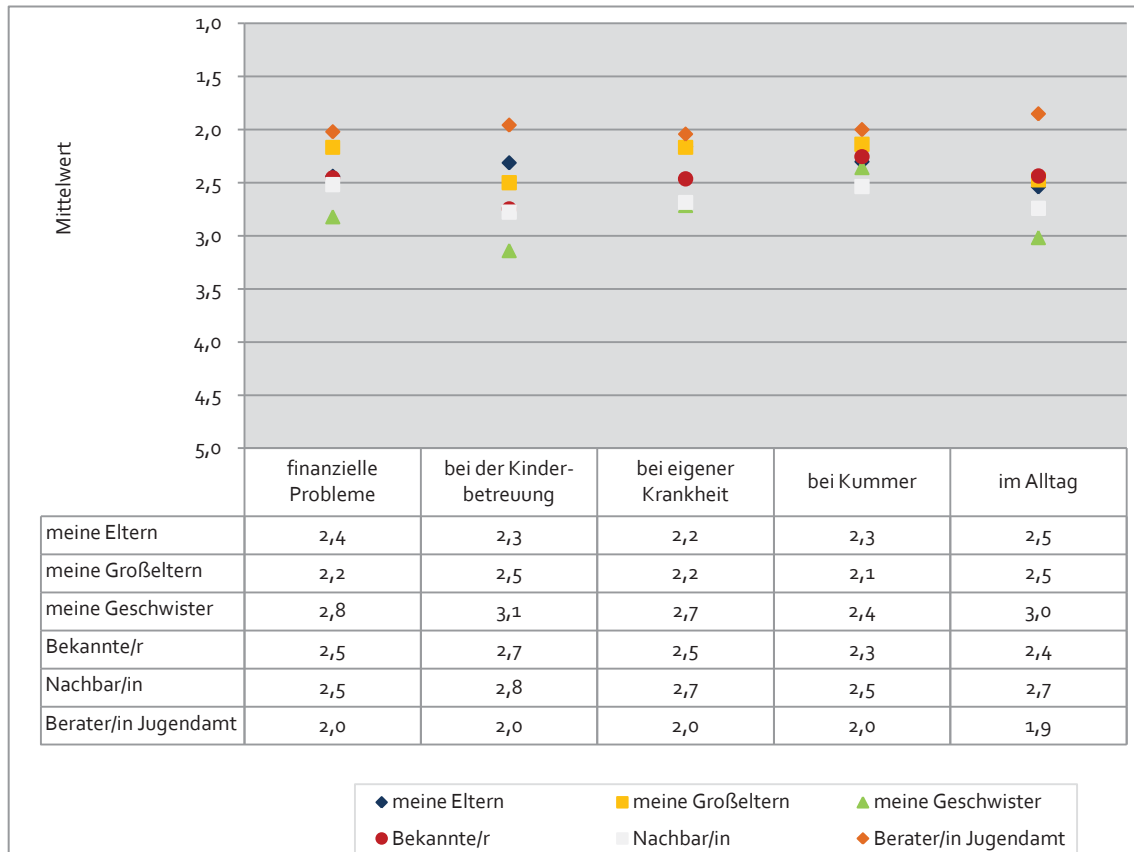 1,0
1,5
2,0
2,5
3,0
3,5
4,0
4,5
5,0
Mittelwert
finanzielle Probleme
bei der Kinder-
betreuung
bei eigener
Krankheit
bei Kummer
im Alltag
meine Eltern 2,4 2,3 2,2 2,3 2,5
meine Großeltern 2,2 2,5 2,2 2,1 2,5
meine Geschwister 2,8 3,1 2,7 2,4 3,0
Bekannte/r 2,5 2,7 2,5 2,3 2,4
Nachbar/in 2,5 2,8 2,7 2,5 2,7
Berater/in Jugendamt 2,0 2,0 2,0 2,0 1,9
meine Eltern meine Großeltern meine Geschwister
Bekannte/r Nachbar/in Berater/in Jugendamt